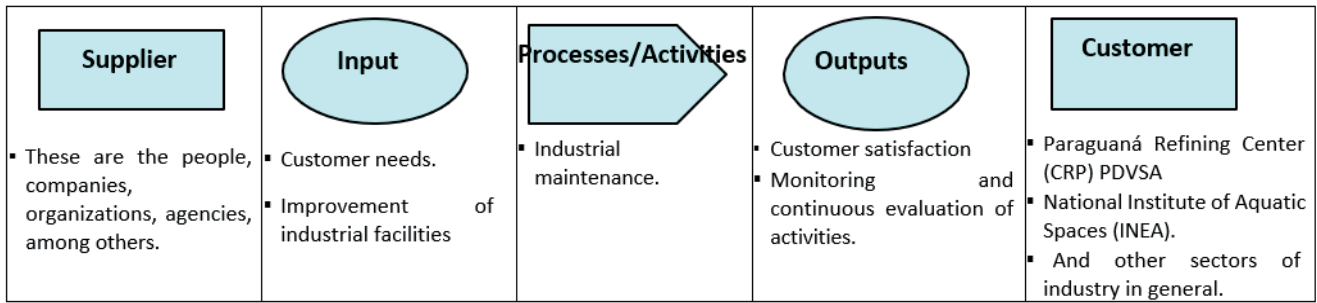 Supplier
▪ These are the people,
companies,
organizations, agencies,
among others.
Input
▪ Customer needs.
▪ Improvement of
industrial facilities
Processes/Activities
▪ Industrial
maintenance.
Outputs
▪ Customer satisfaction
▪ Monitoring and
continuous evaluation of
activities.
Customer
▪ Paraguaná Refining Center
(CRP) PDVSA
▪ National Institute of Aquatic
Spaces (INEA).
▪ And other sectors of
industry in general.